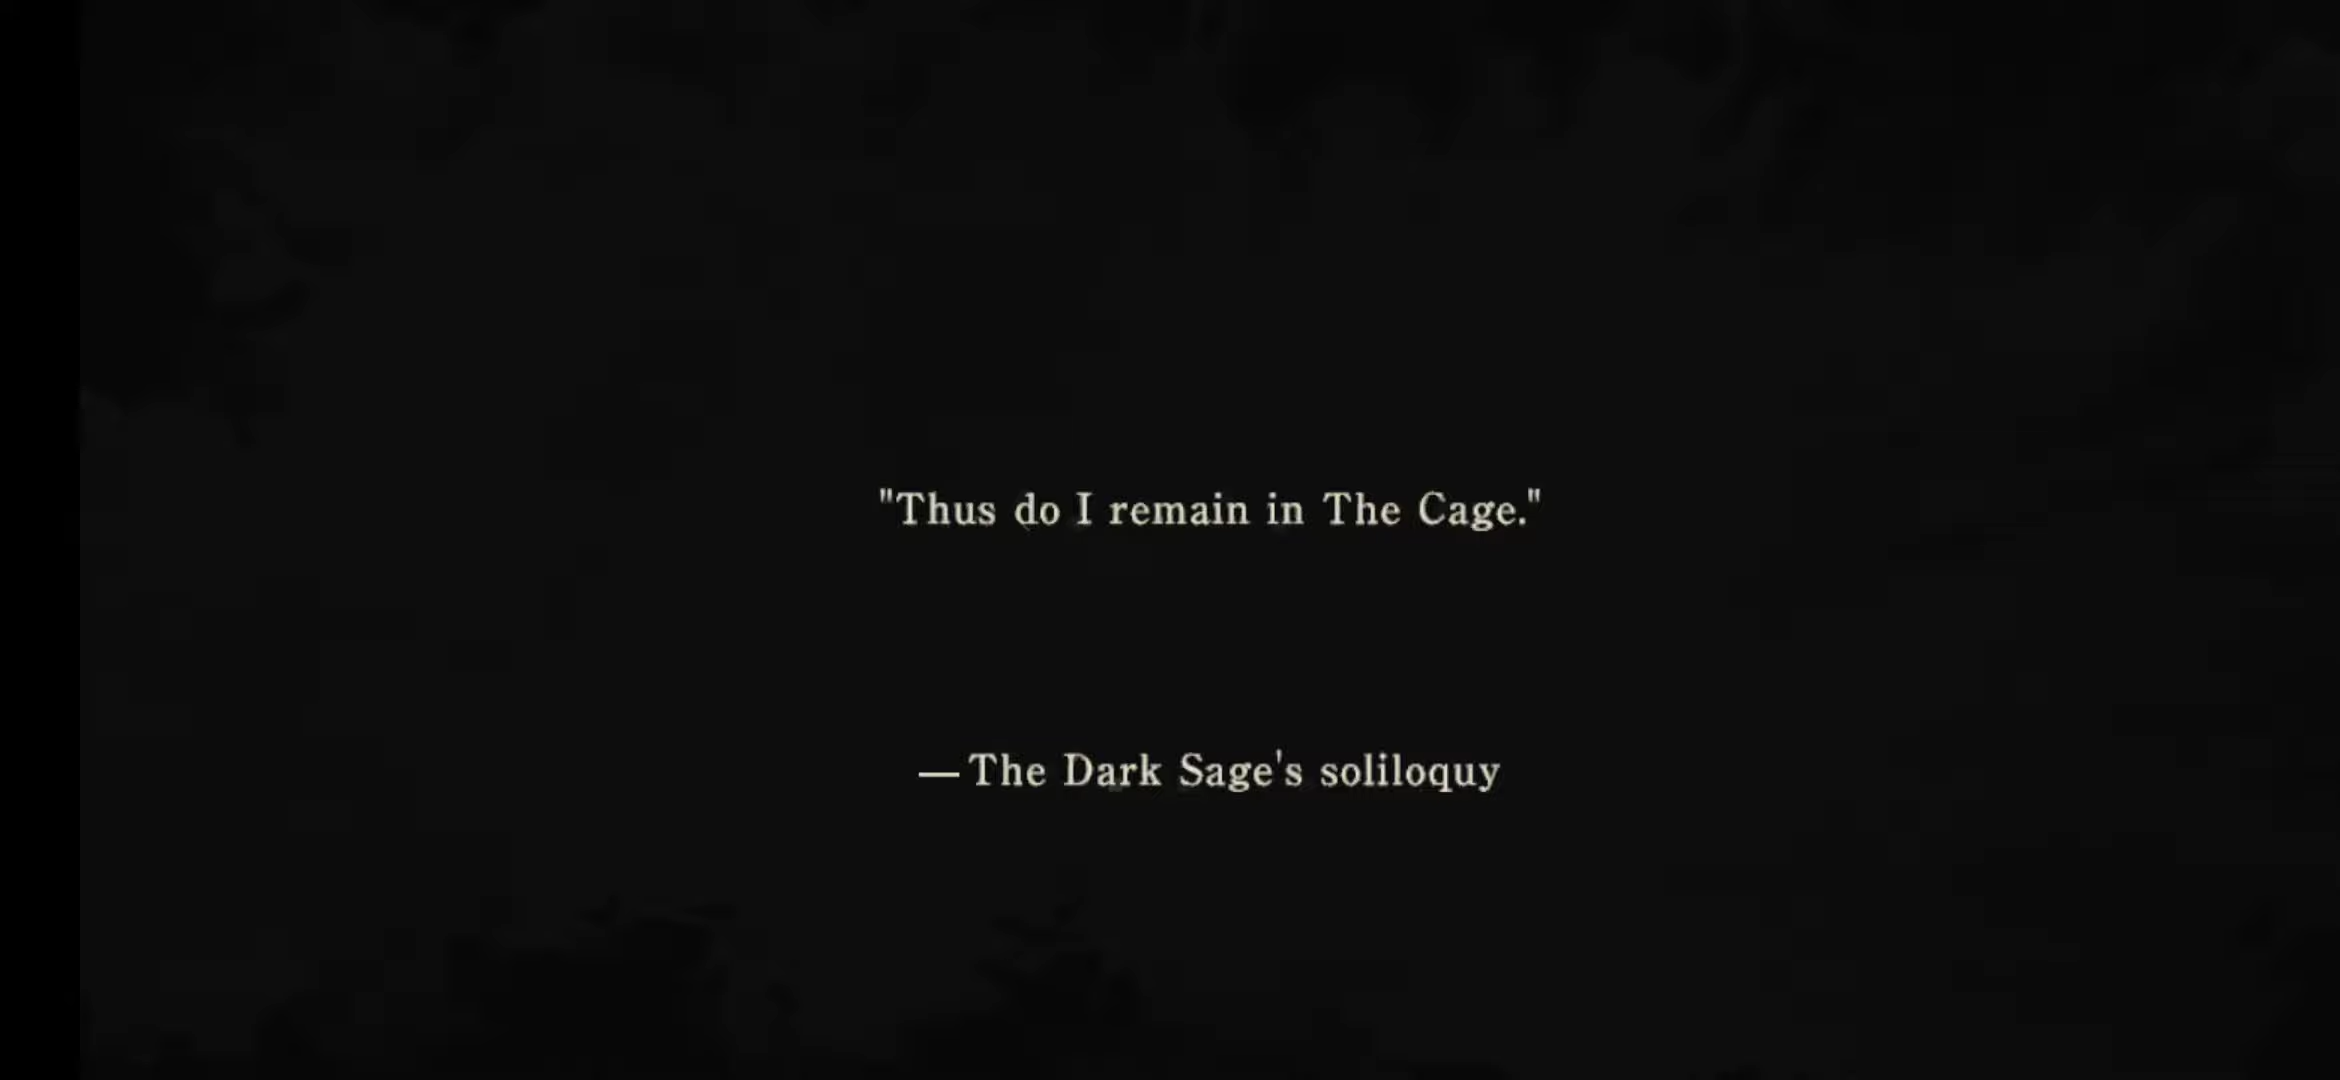 "Thus do I remain in The Cage."
— The Dark Sage's soliloquy